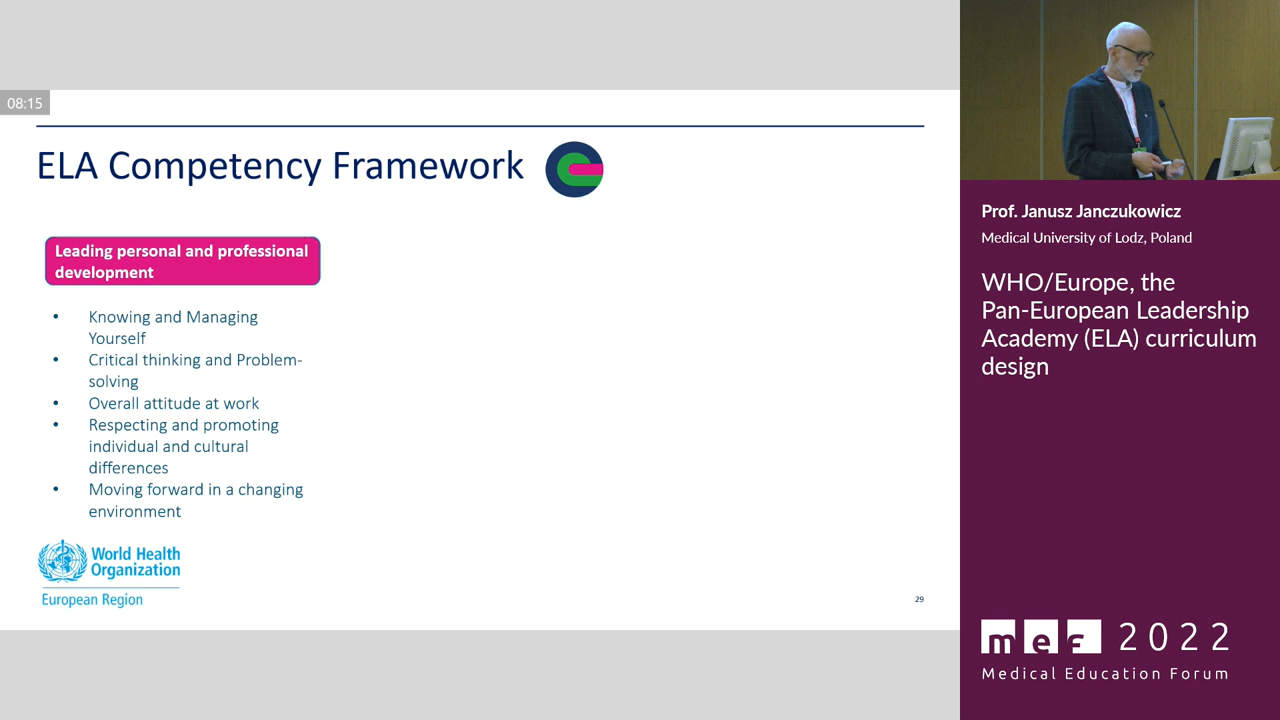 08:15
ELA Competency Framework
Leading personal and professional
development
• Knowing and Managing
Yourself
• Critical thinking and Problem-
solving
• Overall attitude at work
• Respecting and promoting
individual and cultural
differences
• Moving forward in a changing
environment
World Health
Organization
European Region
29
Prof. Janusz Janczukowicz
Medical University of Lodz, Poland
WHO/Europe, the
Pan-European Leadership
Academy (ELA) curriculum
design
mef 2022
Medical Education Forum